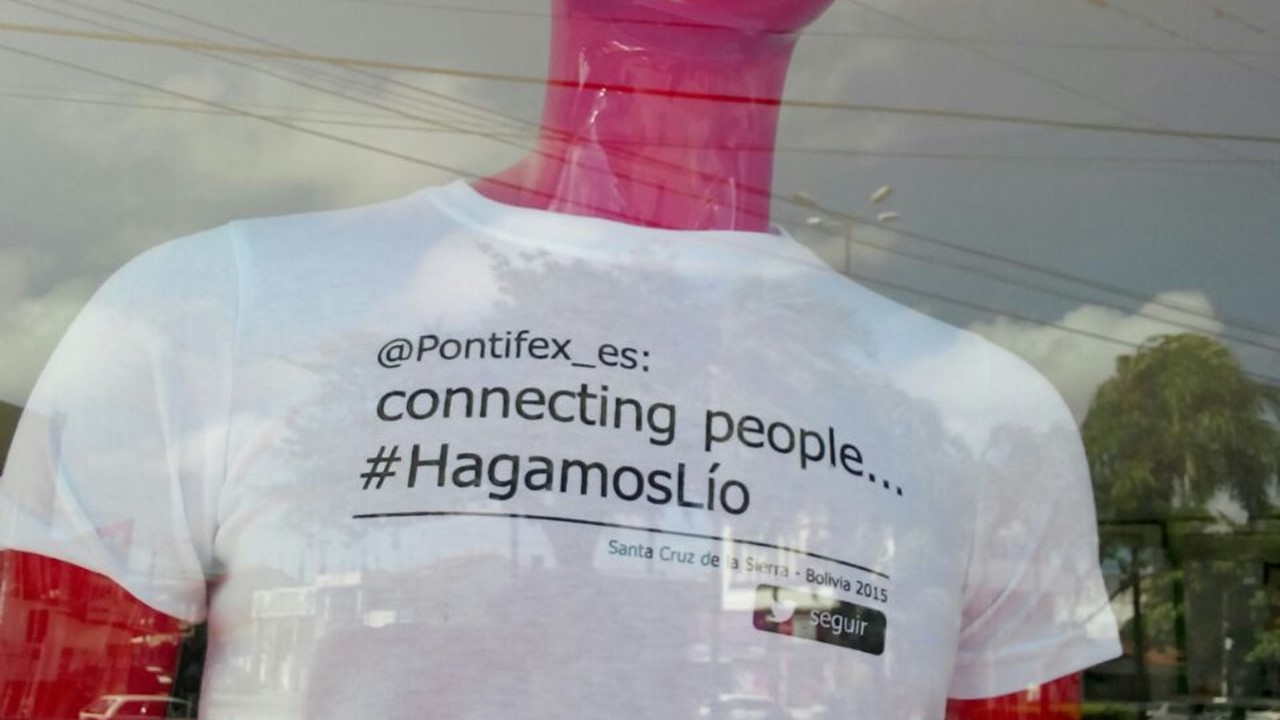 @Pontifex_es:
connecting people...
#HagamosLío
Santa Cruz de la Sierra - Bolivia 2015
seguir